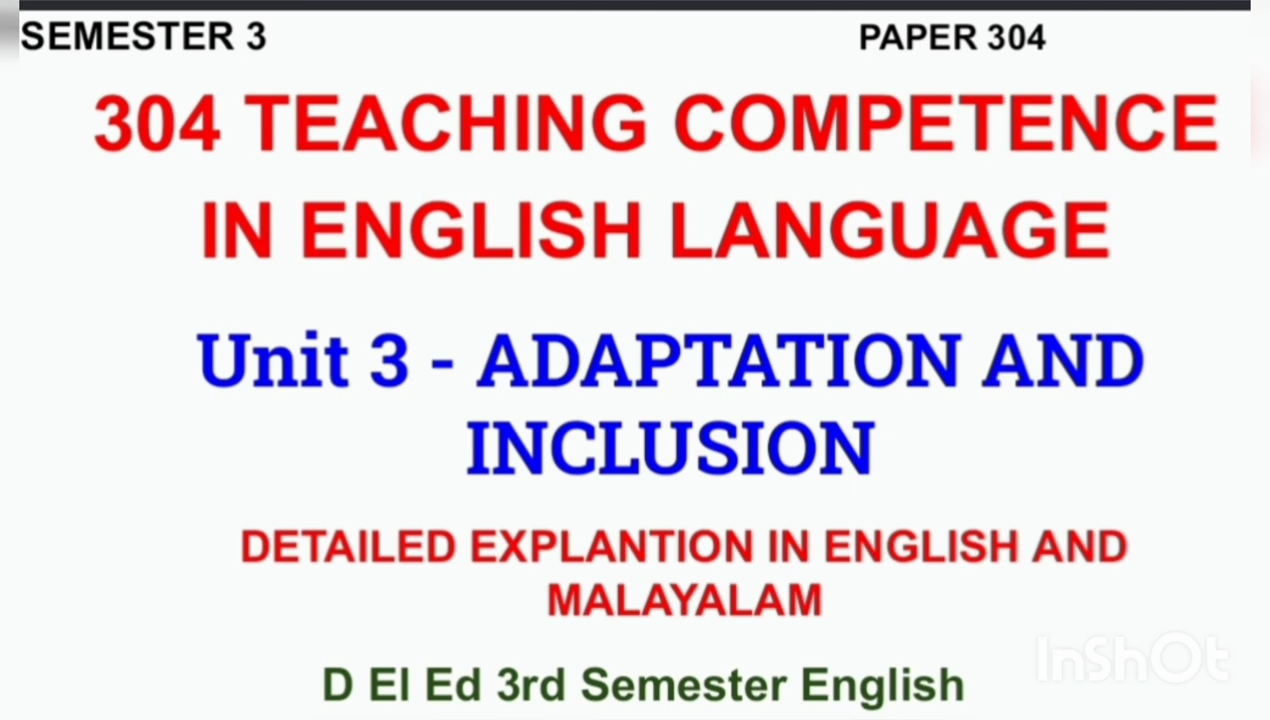 SEMESTER 3 PAPER 304
304 TEACHING COMPETENCE
IN ENGLISH LANGUAGE
Unit 3 - ADAPTATION AND
INCLUSION
DETAILED EXPLANTION IN ENGLISH AND
MALAYALAM
D El Ed 3rd Semester English
InShOt